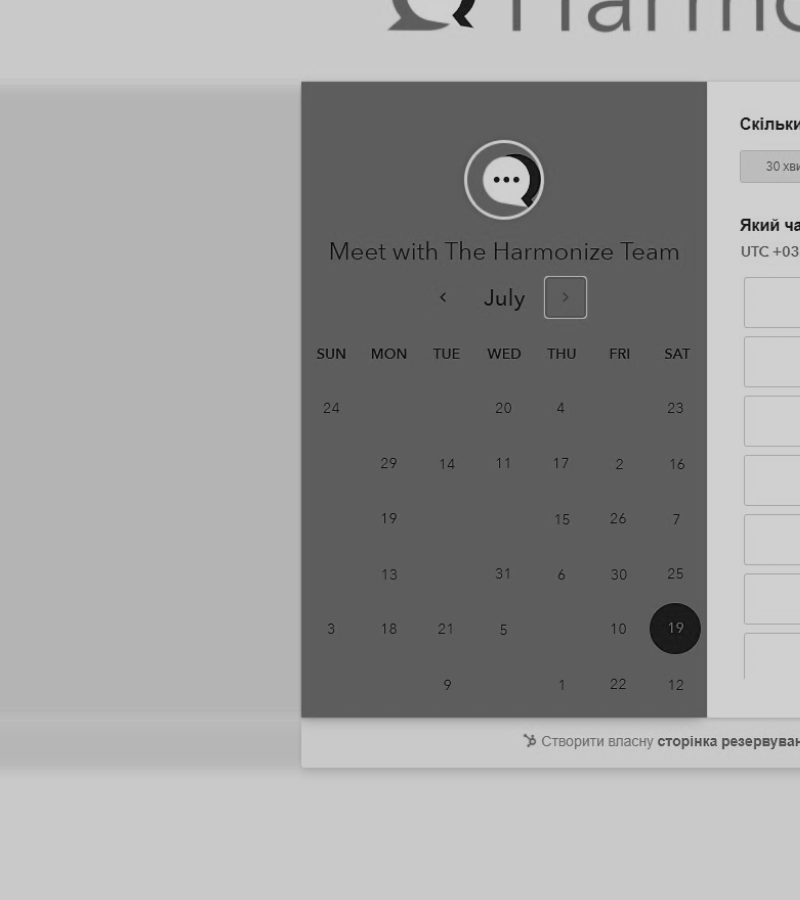 Harmo
Meet with The Harmonize Team
July
SUN MON TUE WED THU FRI SAT
24 20 4 23
29 14 11 17 2 16
19 15 26 7
13 31 6 30 25
3 18 21 5 10 19
9 1 22 12
Скільки
30 хви
Який ча
UTC +03
Створити власну сторінка резервуван